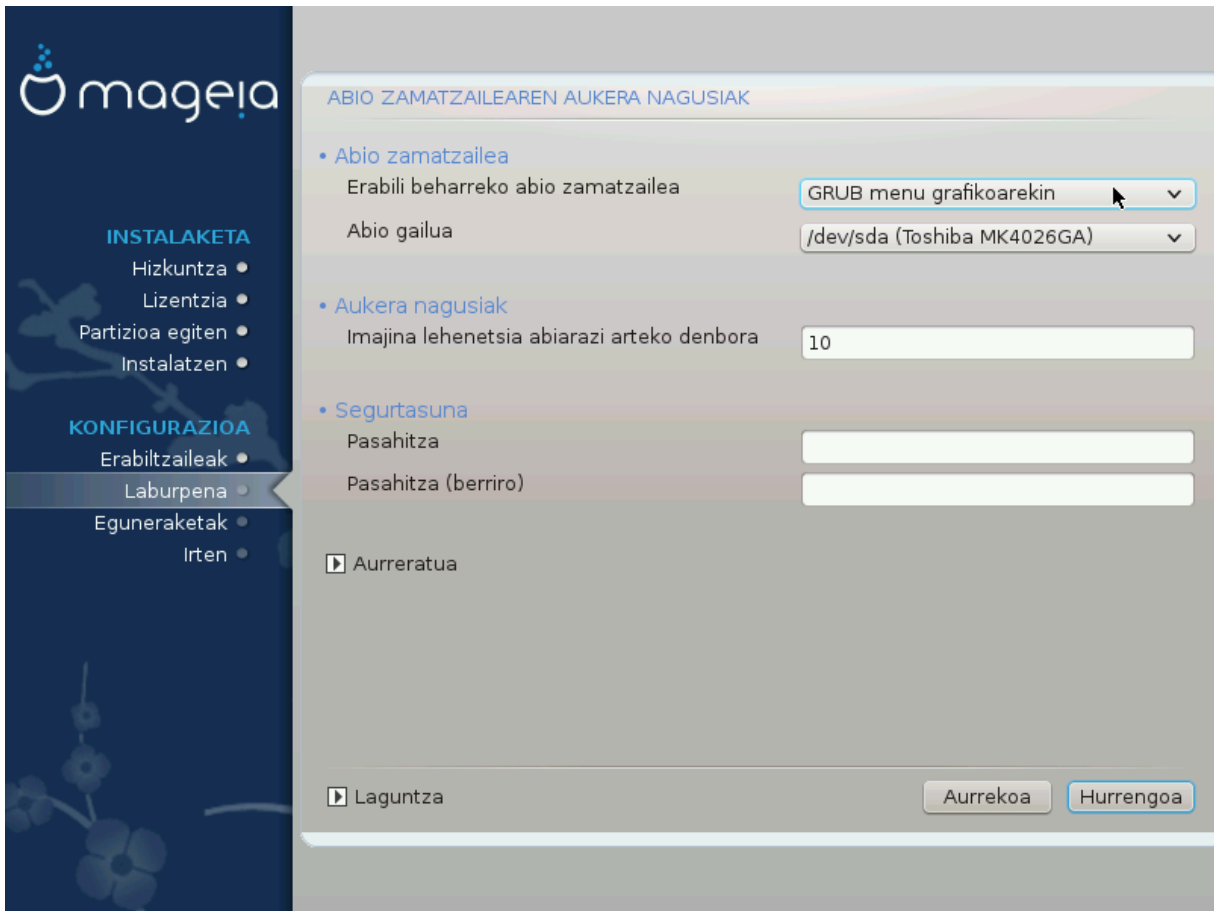 mageia
INSTALAKETA
Hizkuntza
Lizentzia
Partizioa egiten
Instalatzen
KONFIGURAZIOA
Erabiltzaileak
Laburpena
Eguneraketak
Irten
ABIO ZAMATZAILEAREN AUKERA NAGUSIAK
• Abio zamatzailea
Erabili beharreko abio zamatzailea
GRUB menu grafikoarekin
Abio gailua
/dev/sda (Toshiba MK4026GA)
• Aukera nagusiak
Imajina lehenetsia abiarazi arteko denbora
10
• Segurtasuna
Pasahitza
Pasahitza (berriro)
Aurreratua
Laguntza
Aurrekoa
Hurrengoa